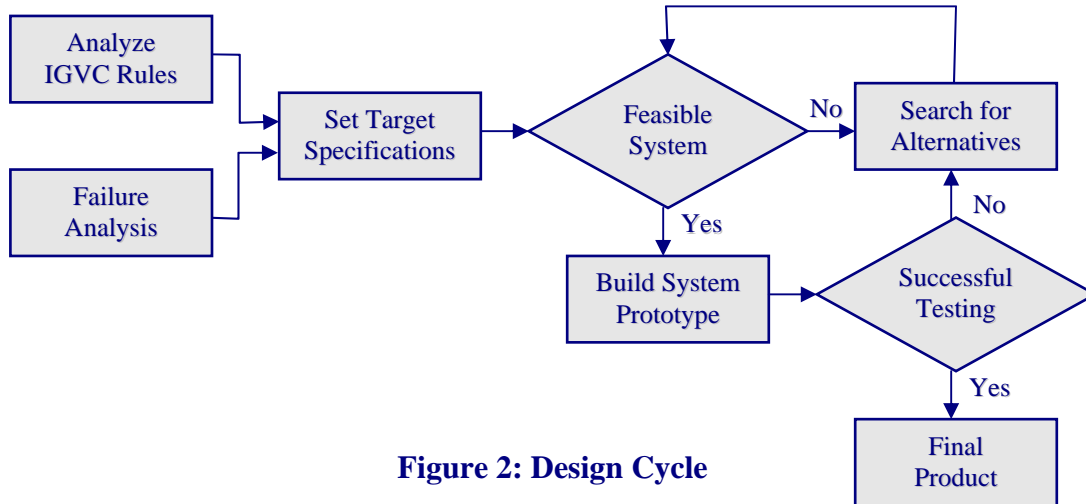 Analyze
IGVC Rules
Failure
Analysis
Set Target
Specifications
Feasible
System
No
Search for
Alternatives
Yes
No
Build System
Prototype
Successful
Testing
Yes
Final
Product
Figure 2: Design Cycle